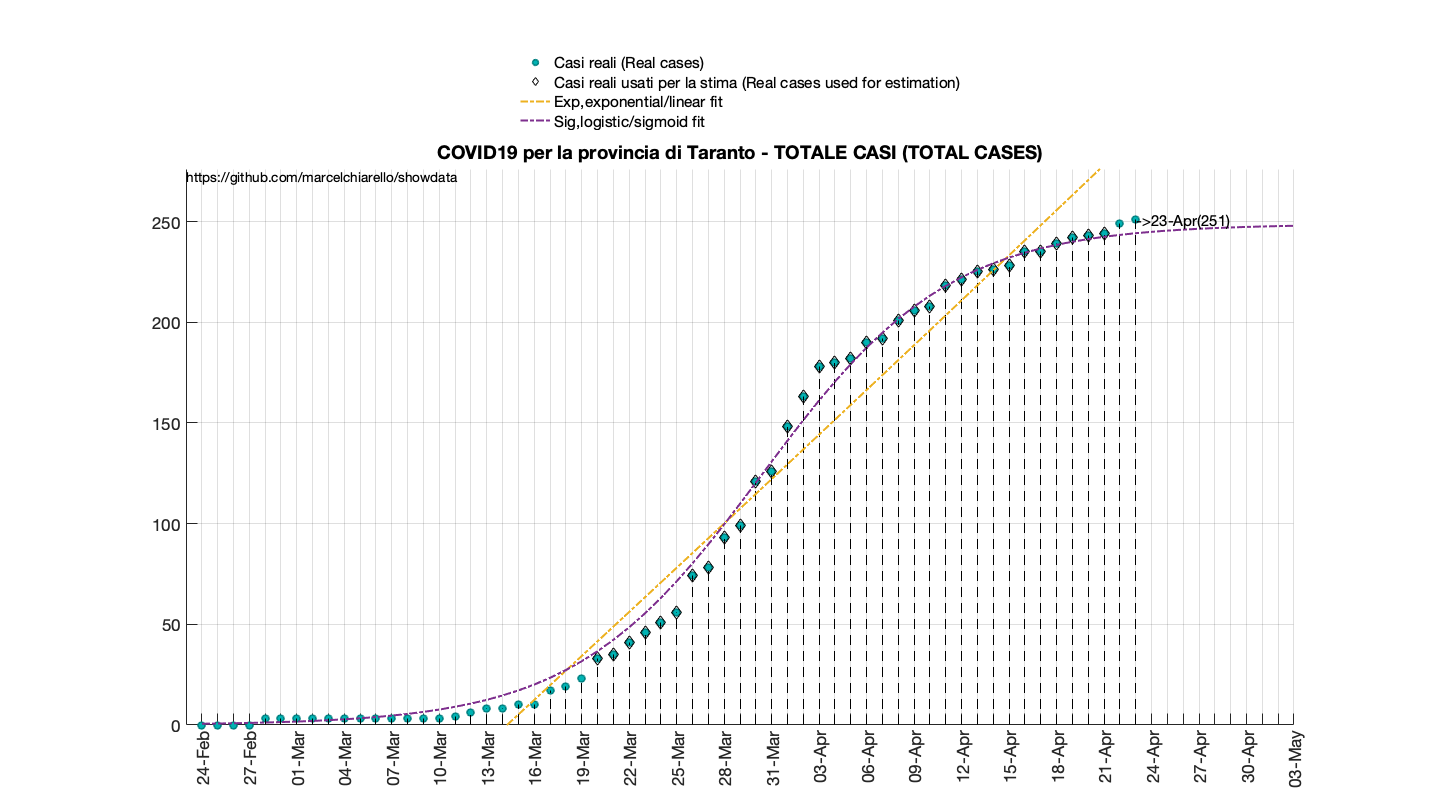 Casi reali (Real cases)
Casi reali usati per la stima (Real cases used for estimation)
Exp,exponential/linear fit
Sig,logistic/sigmoid fit
COVID19 per la provincia di Taranto - TOTALE CASI (TOTAL CASES)
https://github.com/marcelchiarello/showdata
250
->23-Apr(251)
200
150
100
50
0
24-Feb
27-Feb
01-Mar
04-Mar
07-Mar
10-Mar
13-Mar
16-Mar
19-Mar
22-Mar
25-Mar
28-Mar
31-Mar
03-Apr
06-Apr
09-Apr
12-Apr
15-Apr
18-Apr
21-Apr
24-Apr
27-Apr
30-Apr
03-May